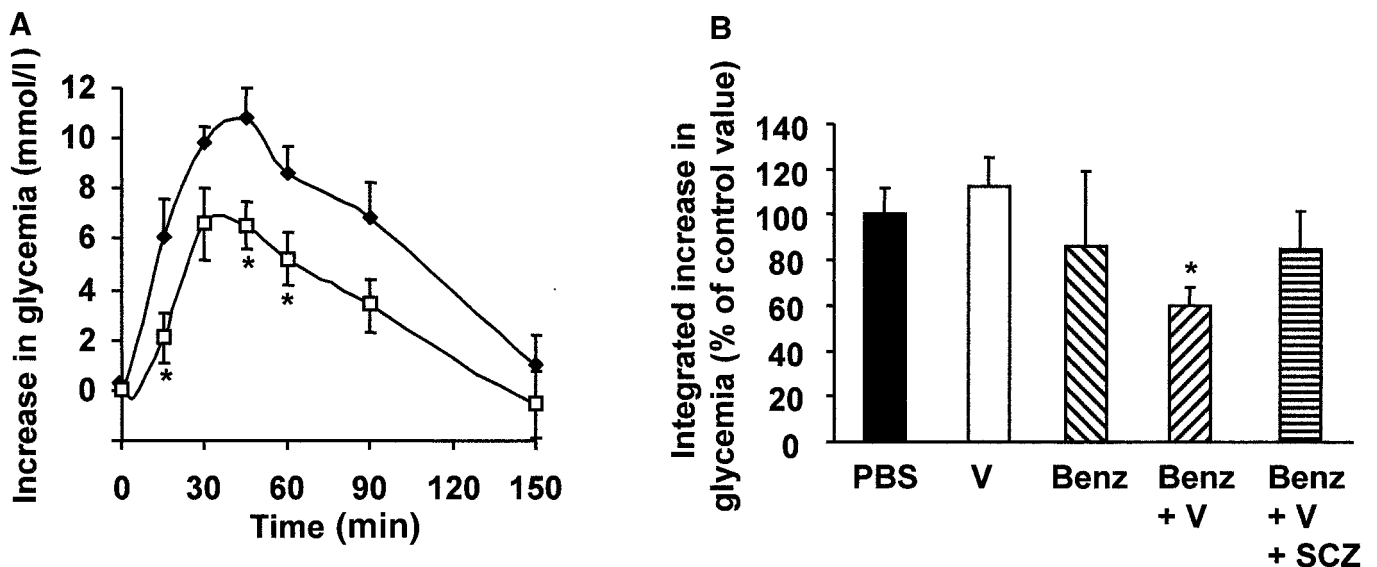 A
Increase in glycemia (mmol/l)
12
10
8
6
4
2
0
*
*
*
0 30 60 90 120 150
Time (min)
B
Integrated increase in
glycemia (% of control value)
140
120
100
80
60
40
20
0
*
PBS V Benz Benz Benz
+ V + V
+ SCZ